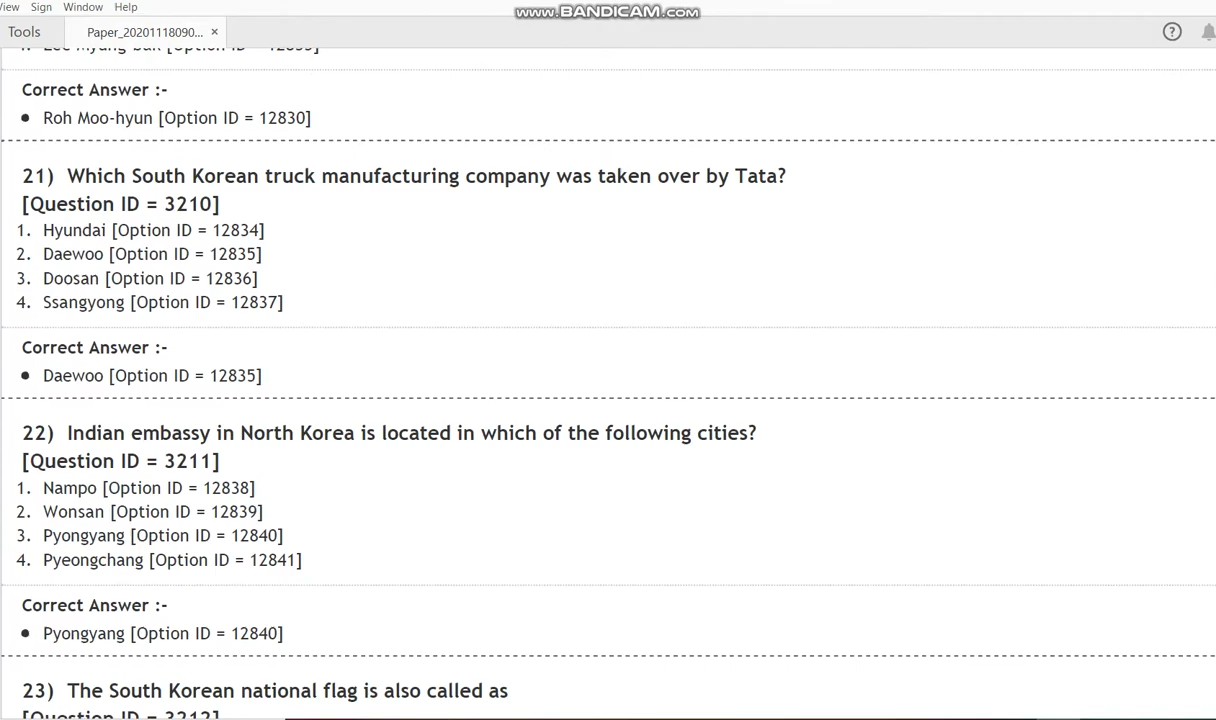 View Sign Window Help
www.BANDICAM.com
Tools Paper_20201118090... ×
Correct Answer :-
Roh Moo-hyun [Option ID = 12830]
21) Which South Korean truck manufacturing company was taken over by Tata?
[Question ID = 3210]
1. Hyundai [Option ID = 12834]
2. Daewoo [Option ID = 12835]
3. Doosan [Option ID = 12836]
4. Ssangyong [Option ID = 12837]
Correct Answer :-
Daewoo [Option ID = 12835]
22) Indian embassy in North Korea is located in which of the following cities?
[Question ID = 3211]
1. Nampo [Option ID = 12838]
2. Wonsan [Option ID = 12839]
3. Pyongyang [Option ID = 12840]
4. Pyeongchang [Option ID = 12841]
Correct Answer :-
Pyongyang [Option ID = 12840]
23) The South Korean national flag is also called as
[Question ID = 3212]